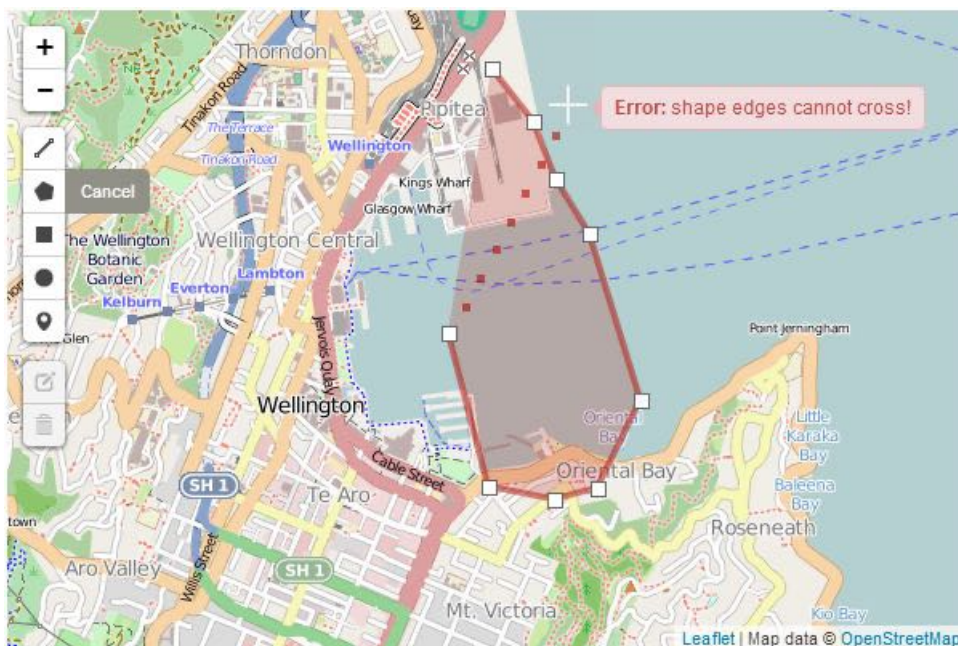 +
Thorndon
Tinakori Road
Pipitea
Error: shape edges cannot cross!
The Terrace
Tinakori Road
Wellington
Kings Wharf
Cancel
Glasgow Wharf
The Wellington
Botanic
Garden
Wellington Central
Lambton
Everton
Kelburn
Glen
Jervois Quay
Point Jerningham
Wellington
Oriental
Bay
Little
Karaka
Bay
Cable Street
Oriental Bay
SH 1
Te Aro
Baleena
Bay
Roseneath
town
Willis Street
Aro Valley
SH 1
Mt. Victoria
Kio Bay
Leaflet | Map data © OpenStreetMap